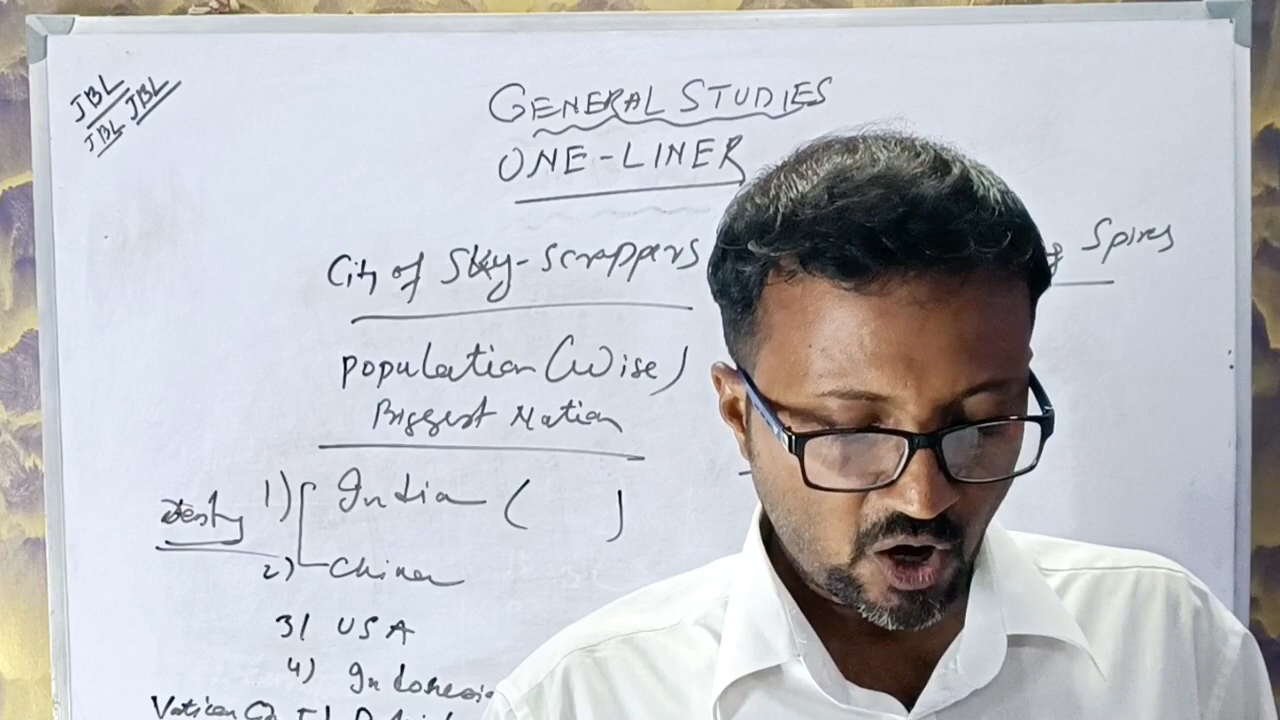 JBL
JBL
JBL
GENERAL STUDIES
ONE-LINER
City of Sky-Scrappers
Spires
Population (Wise)
Biggest Nation
1) India ( )
2) China
3) USA
4) Indonesia
Vatican